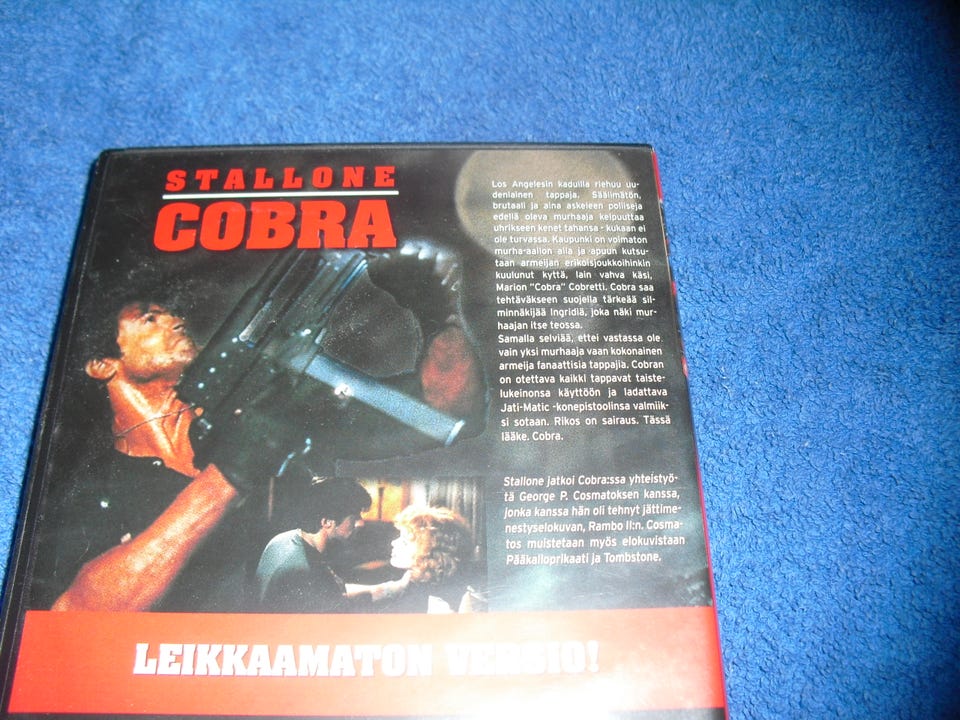 STALLONE
COBRA
Los Angelesin kaduilla riehuu uu-
denlainen tappaja. Säälimätön,
brutaali ja aina askeleen poliiseja
edellä oleva murhaaja kelpuuttaa
uhrikseen kenet tahansa - kukaan ei
ole turvassa. Kaupunki on voimaton
murha-aallon alla ja apuun kutsu-
taan armeijan erikoisjoukkoihinkin
kuulunut kyttä, lain vahva käsi,
Marion "Cobra" Cobretti. Cobra saa
tehtäväkseen suojella tärkeää sil-
minnäkijää Ingridiä, joka näki mur-
haajan itse teossa.
Samalla selviää, ettei vastassa ole
vain yksi murhaaja vaan kokonainen
armeija fanaattisia tappajia. Cobran
on otettava kaikki tappavat taiste-
lukeinonsa käyttöön ja ladattava
Jati-Matic -konepistoolinsa valmiik-
si sotaan. Rikos on sairaus. Tässä
lääke. Cobra.
Stallone jatkoi Cobra:ssa yhteistyö-
tä George P. Cosmatoksen kanssa,
jonka kanssa hän oli tehnyt jättime-
nestyselokuvan, Rambo II:n. Cosma-
tos muistetaan myös elokuvistaan
Pääkalloprikaati ja Tombstone.
LEIKKAAMATON VERSIO!